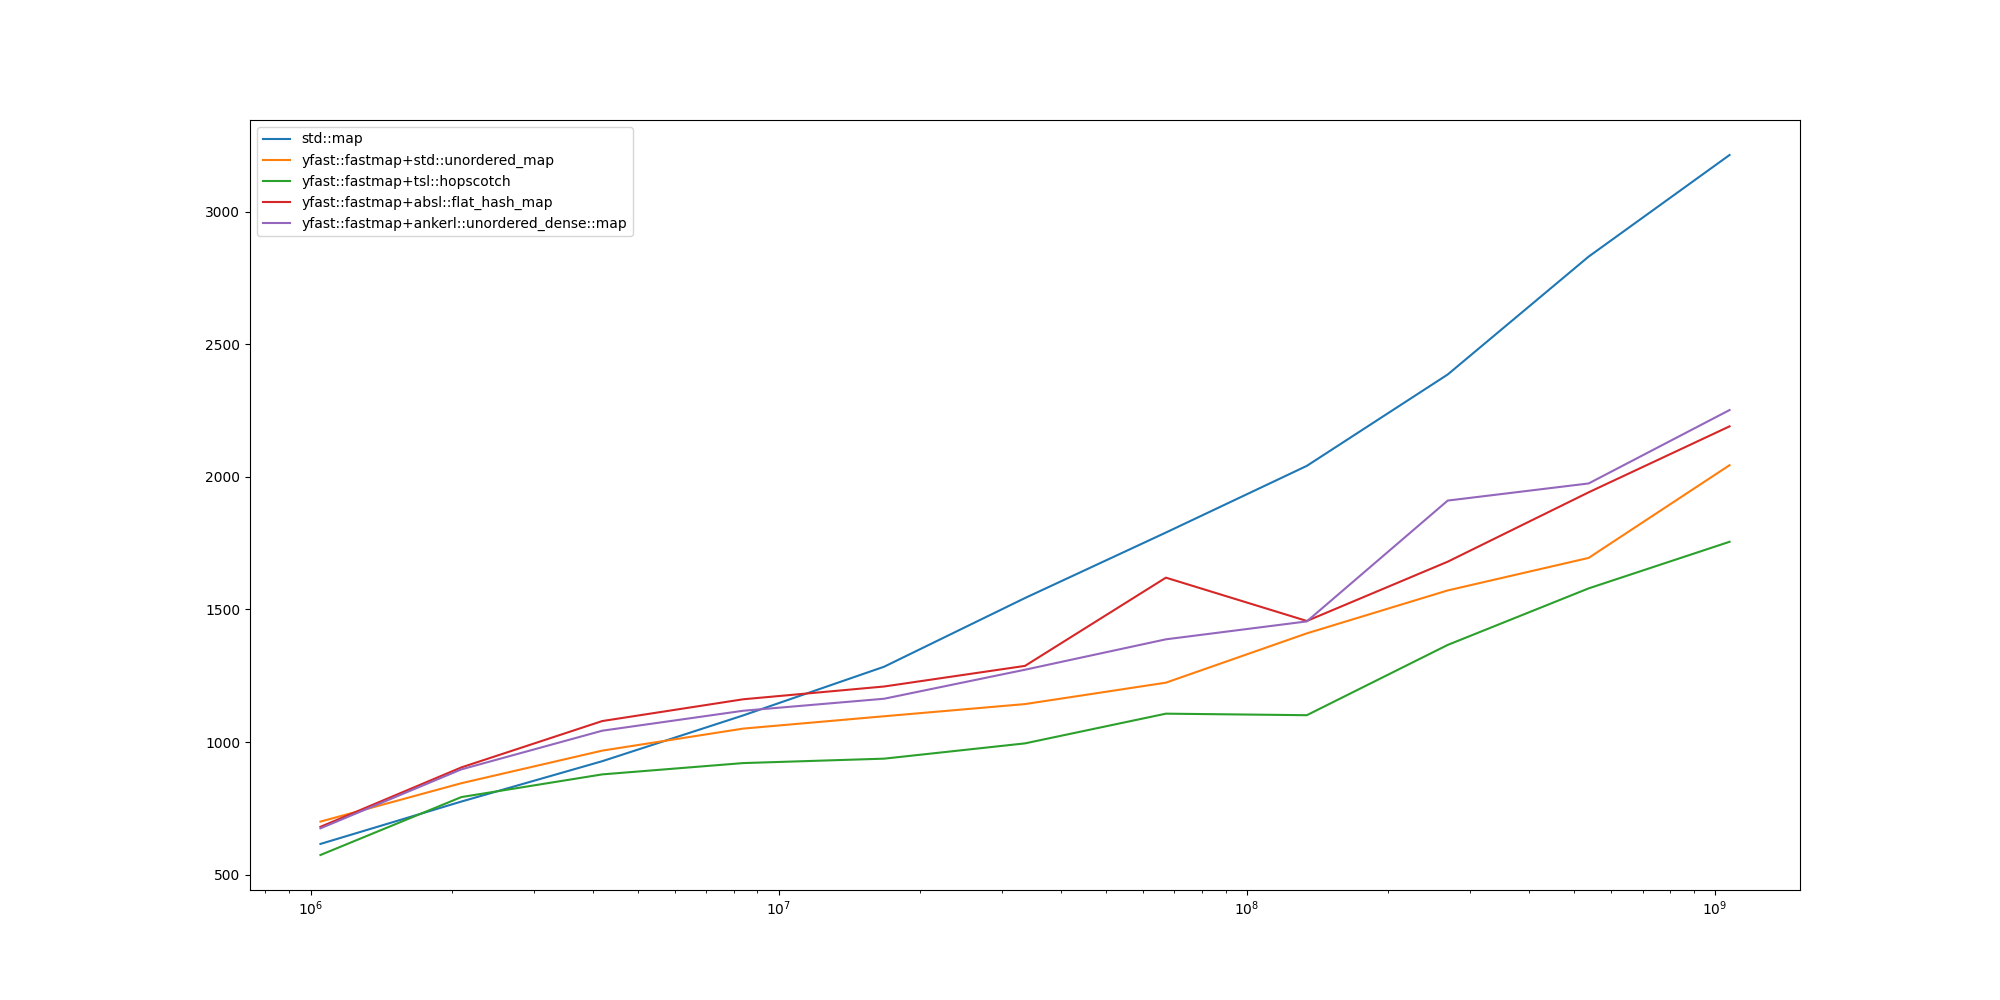 std::map
yfast::fastmap+std::unordered_map
yfast::fastmap+tsl::hopscotch
yfast::fastmap+absl::flat_hash_map
yfast::fastmap+ankerl::unordered_dense::map
3000
2500
2000
1500
1000
500
10⁶ 10⁷ 10⁸ 10⁹